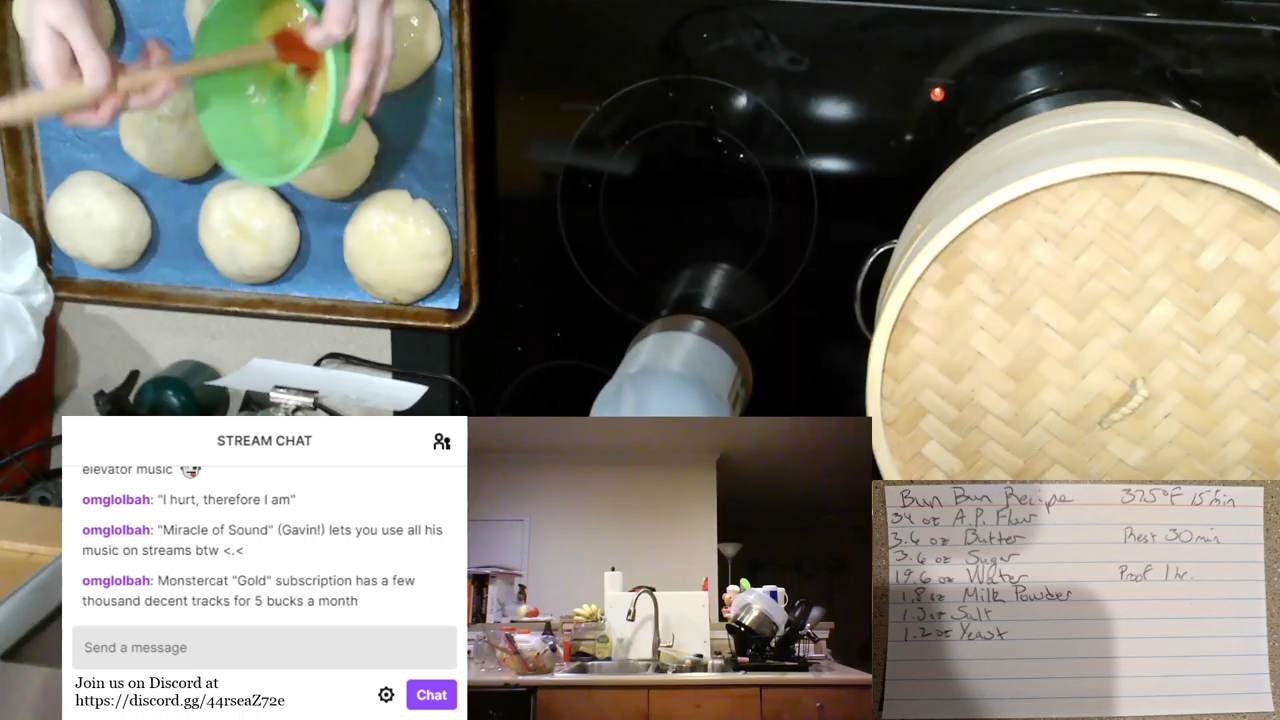 STREAM CHAT
elevator music
omglolbah: "I hurt, therefore I am"
omglolbah: "Miracle of Sound" (Gavin!) lets you use all his
music on streams btw <.<
omglolbah: Monstercat "Gold" subscription has a few
thousand decent tracks for 5 bucks a month
Send a message
Join us on Discord at
https://discord.gg/44rseaZ72e
Chat
Bun Bun Recipe 375°F 15 min
34 oz A.P. Flour
3.6 oz Butter Rest 30 min
3.6 oz Sugar
19.6 oz Water Proof 1 hr.
1.8 oz Milk Powder
1.3 oz Salt
1.2 oz Yeast